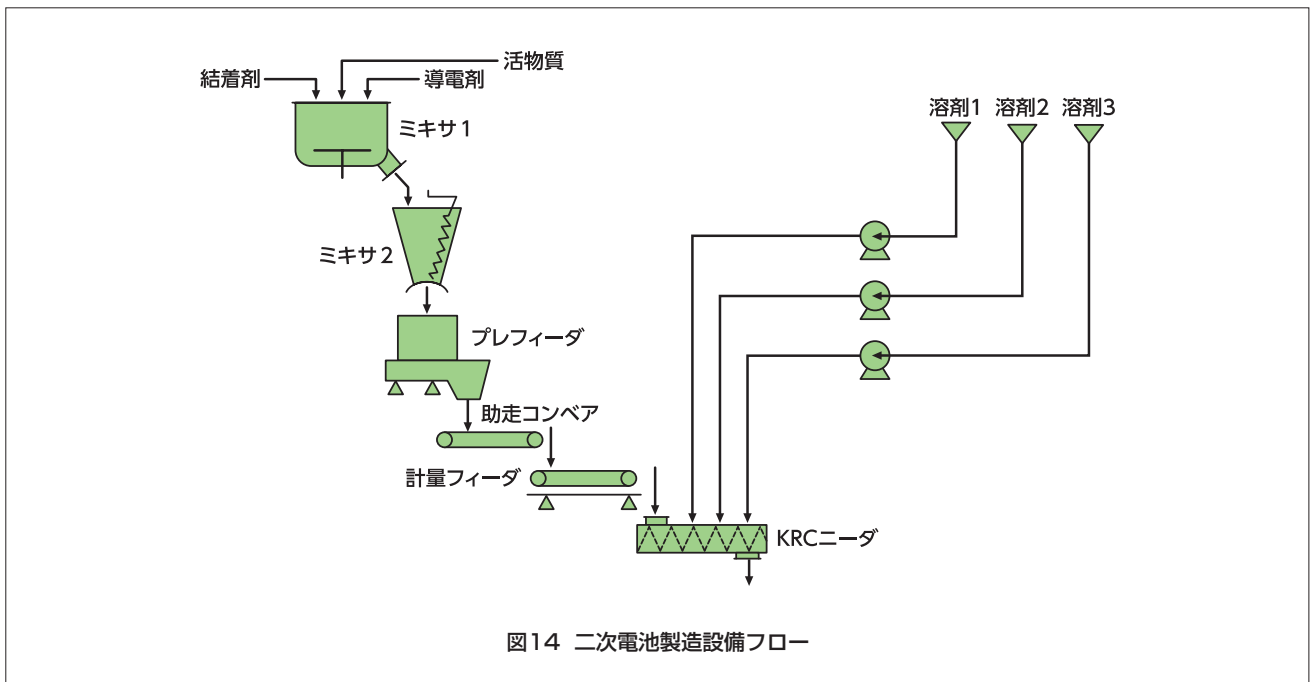 活物質
結着剤
導電剤
ミキサ1
溶剤1 溶剤2 溶剤3
ミキサ2
プレフィーダ
助走コンベア
計量フィーダ
KRCニーダ
図14 二次電池製造設備フロー